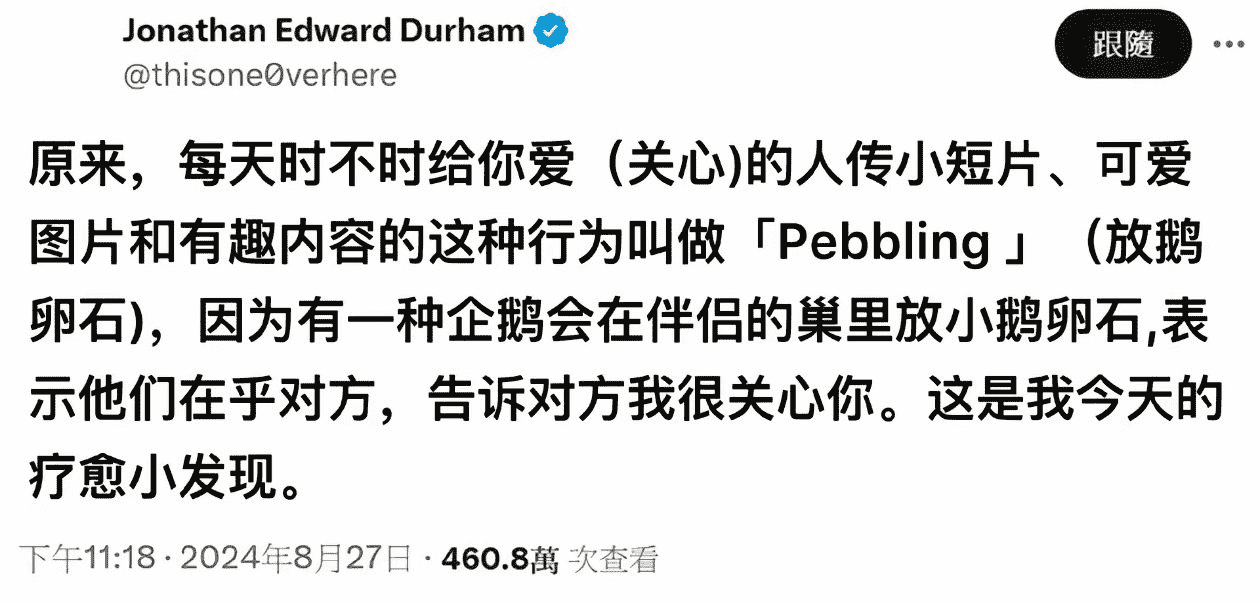 Jonathan Edward Durham
@thisone0verhere
跟隨
原来，每天时不时给你爱（关心)的人传小短片、可爱
图片和有趣内容的这种行为叫做「Pebbling 」（放鹅
卵石)，因为有一种企鹅会在伴侣的巢里放小鹅卵石,表
示他们在乎对方，告诉对方我很关心你。这是我今天的
疗愈小发现。
下午11:18 · 2024年8月27日 · 460.8萬 次查看